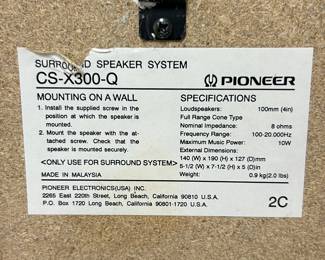 SURROUND SPEAKER SYSTEM
CS-X300-Q
PIONEER
MOUNTING ON A WALL
1. Install the supplied screw in the
position at which the speaker is
mounted.
2. Mount the speaker with the at-
tached screw. Check that the
speaker is mounted securely.
<ONLY USE FOR SURROUND SYSTEM>
MADE IN MALAYSIA
SPECIFICATIONS
Loudspeakers: 100mm (4in)
Full Range Cone Type
Nominal Impedance: 8 ohms
Frequency Range: 100-20.000Hz
Maximum Music Power: 10W
External Dimensions:
140 (W) x 190 (H) x 127 (D)mm
5-1/2 (W) x 7-1/2 (H) x 5 (D)in
Weight: 0.9 kg(2.0 lbs)
PIONEER ELECTRONICS(USA) INC.
2265 East 220th Street, Long Beach, California 90810 U.S.A.
P.O. Box 1720 Long Beach, California 90801-1720 U.S.A.
2C